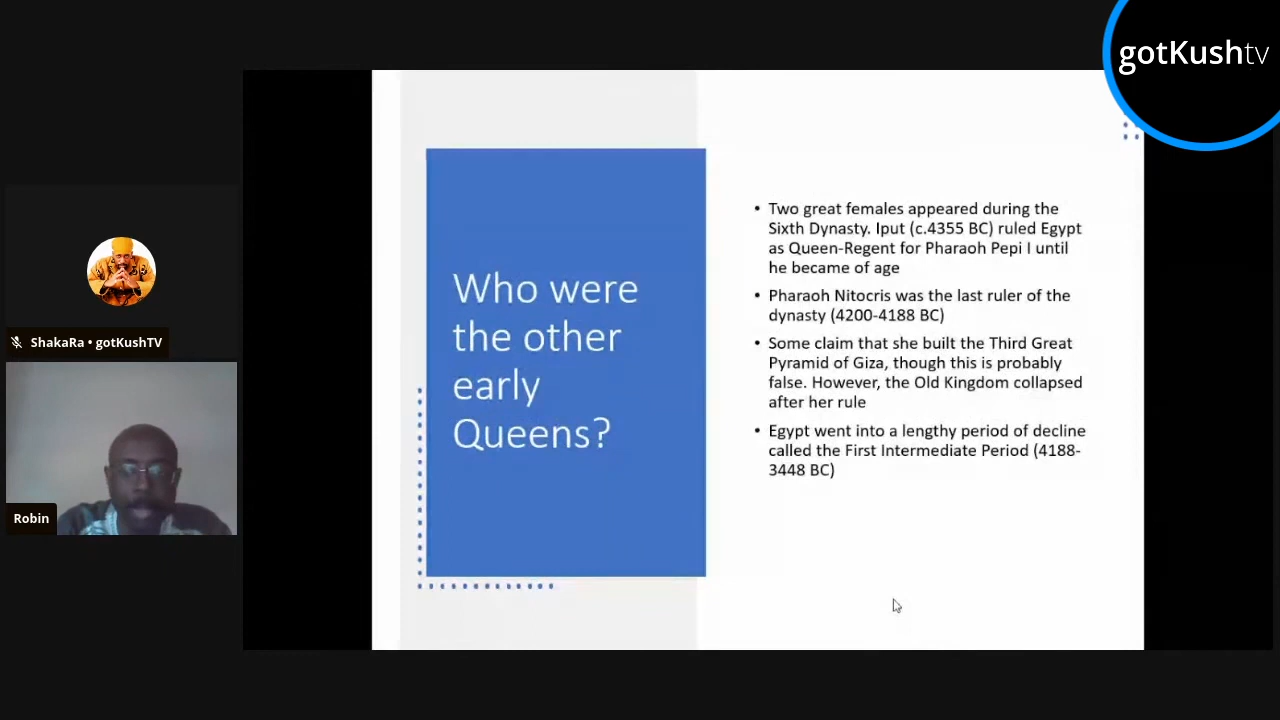 gotKushtv
ShakaRa • gotKushTV
Robin
Who were
the other
early
Queens?
• Two great females appeared during the
Sixth Dynasty. Iput (c.4355 BC) ruled Egypt
as Queen-Regent for Pharaoh Pepi I until
he became of age
• Pharaoh Nitocris was the last ruler of the
dynasty (4200-4188 BC)
• Some claim that she built the Third Great
Pyramid of Giza, though this is probably
false. However, the Old Kingdom collapsed
after her rule
• Egypt went into a lengthy period of decline
called the First Intermediate Period (4188-
3448 BC)